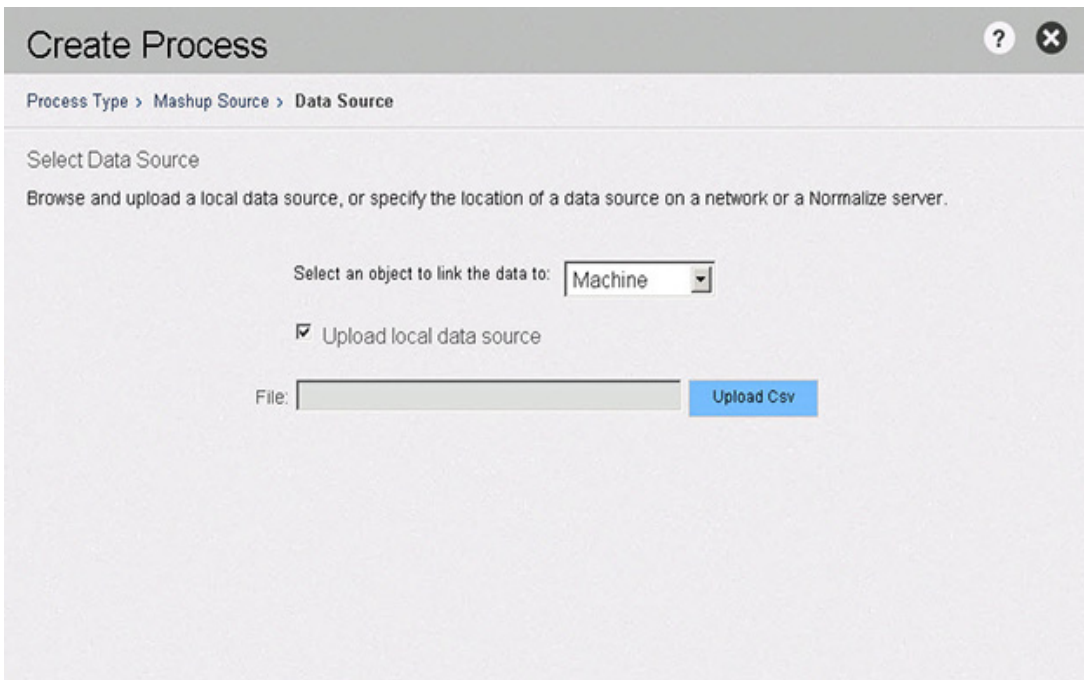 Create Process
?
Process Type > Mashup Source > Data Source
Select Data Source
Browse and upload a local data source, or specify the location of a data source on a network or a Normalize server.
Select an object to link the data to: Machine
Upload local data source
File: Upload Csv